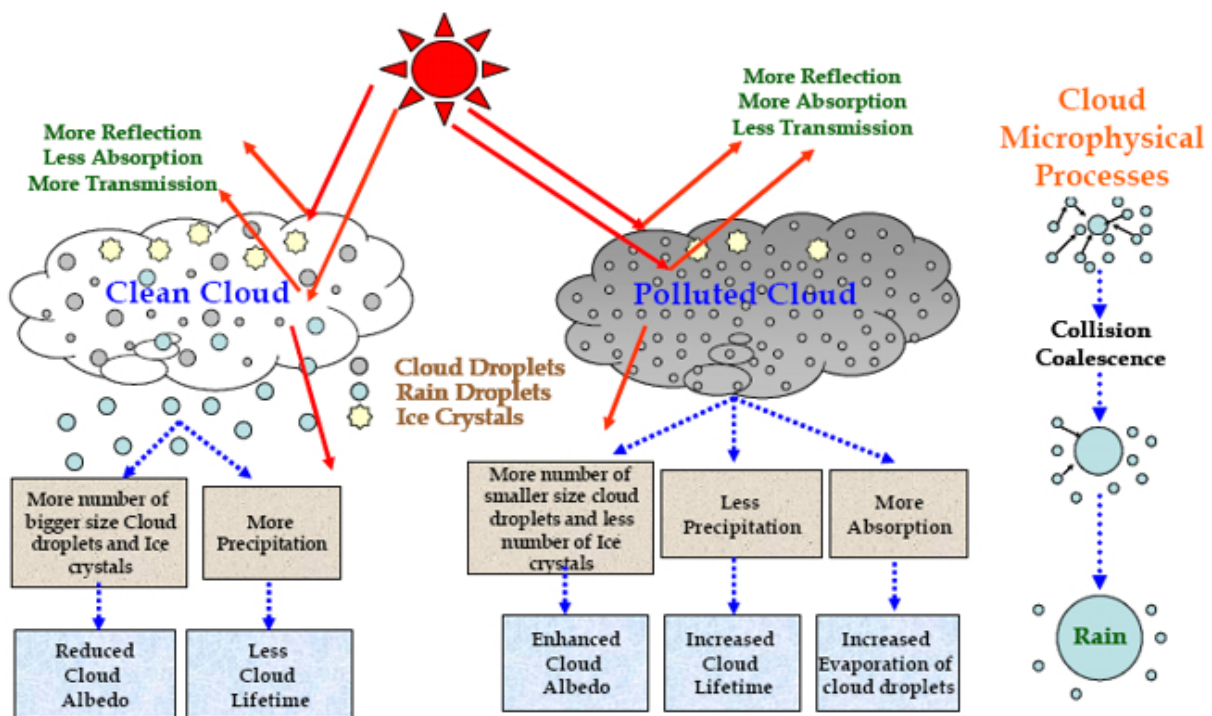 More Reflection
Less Absorption
More Transmission
More Reflection
More Absorption
Less Transmission
Cloud
Microphysical
Processes
Clean Cloud
Polluted Cloud
Cloud Droplets
Rain Droplets
Ice Crystals
Collision
Coalescence
More number of
bigger size Cloud
droplets and Ice
crystals
More
Precipitation
More number of
smaller size cloud
droplets and less
number of Ice
crystals
Less
Precipitation
More
Absorption
Reduced
Cloud
Albedo
Less
Cloud
Lifetime
Enhanced
Cloud
Albedo
Increased
Cloud
Lifetime
Increased
Evaporation of
cloud droplets
Rain